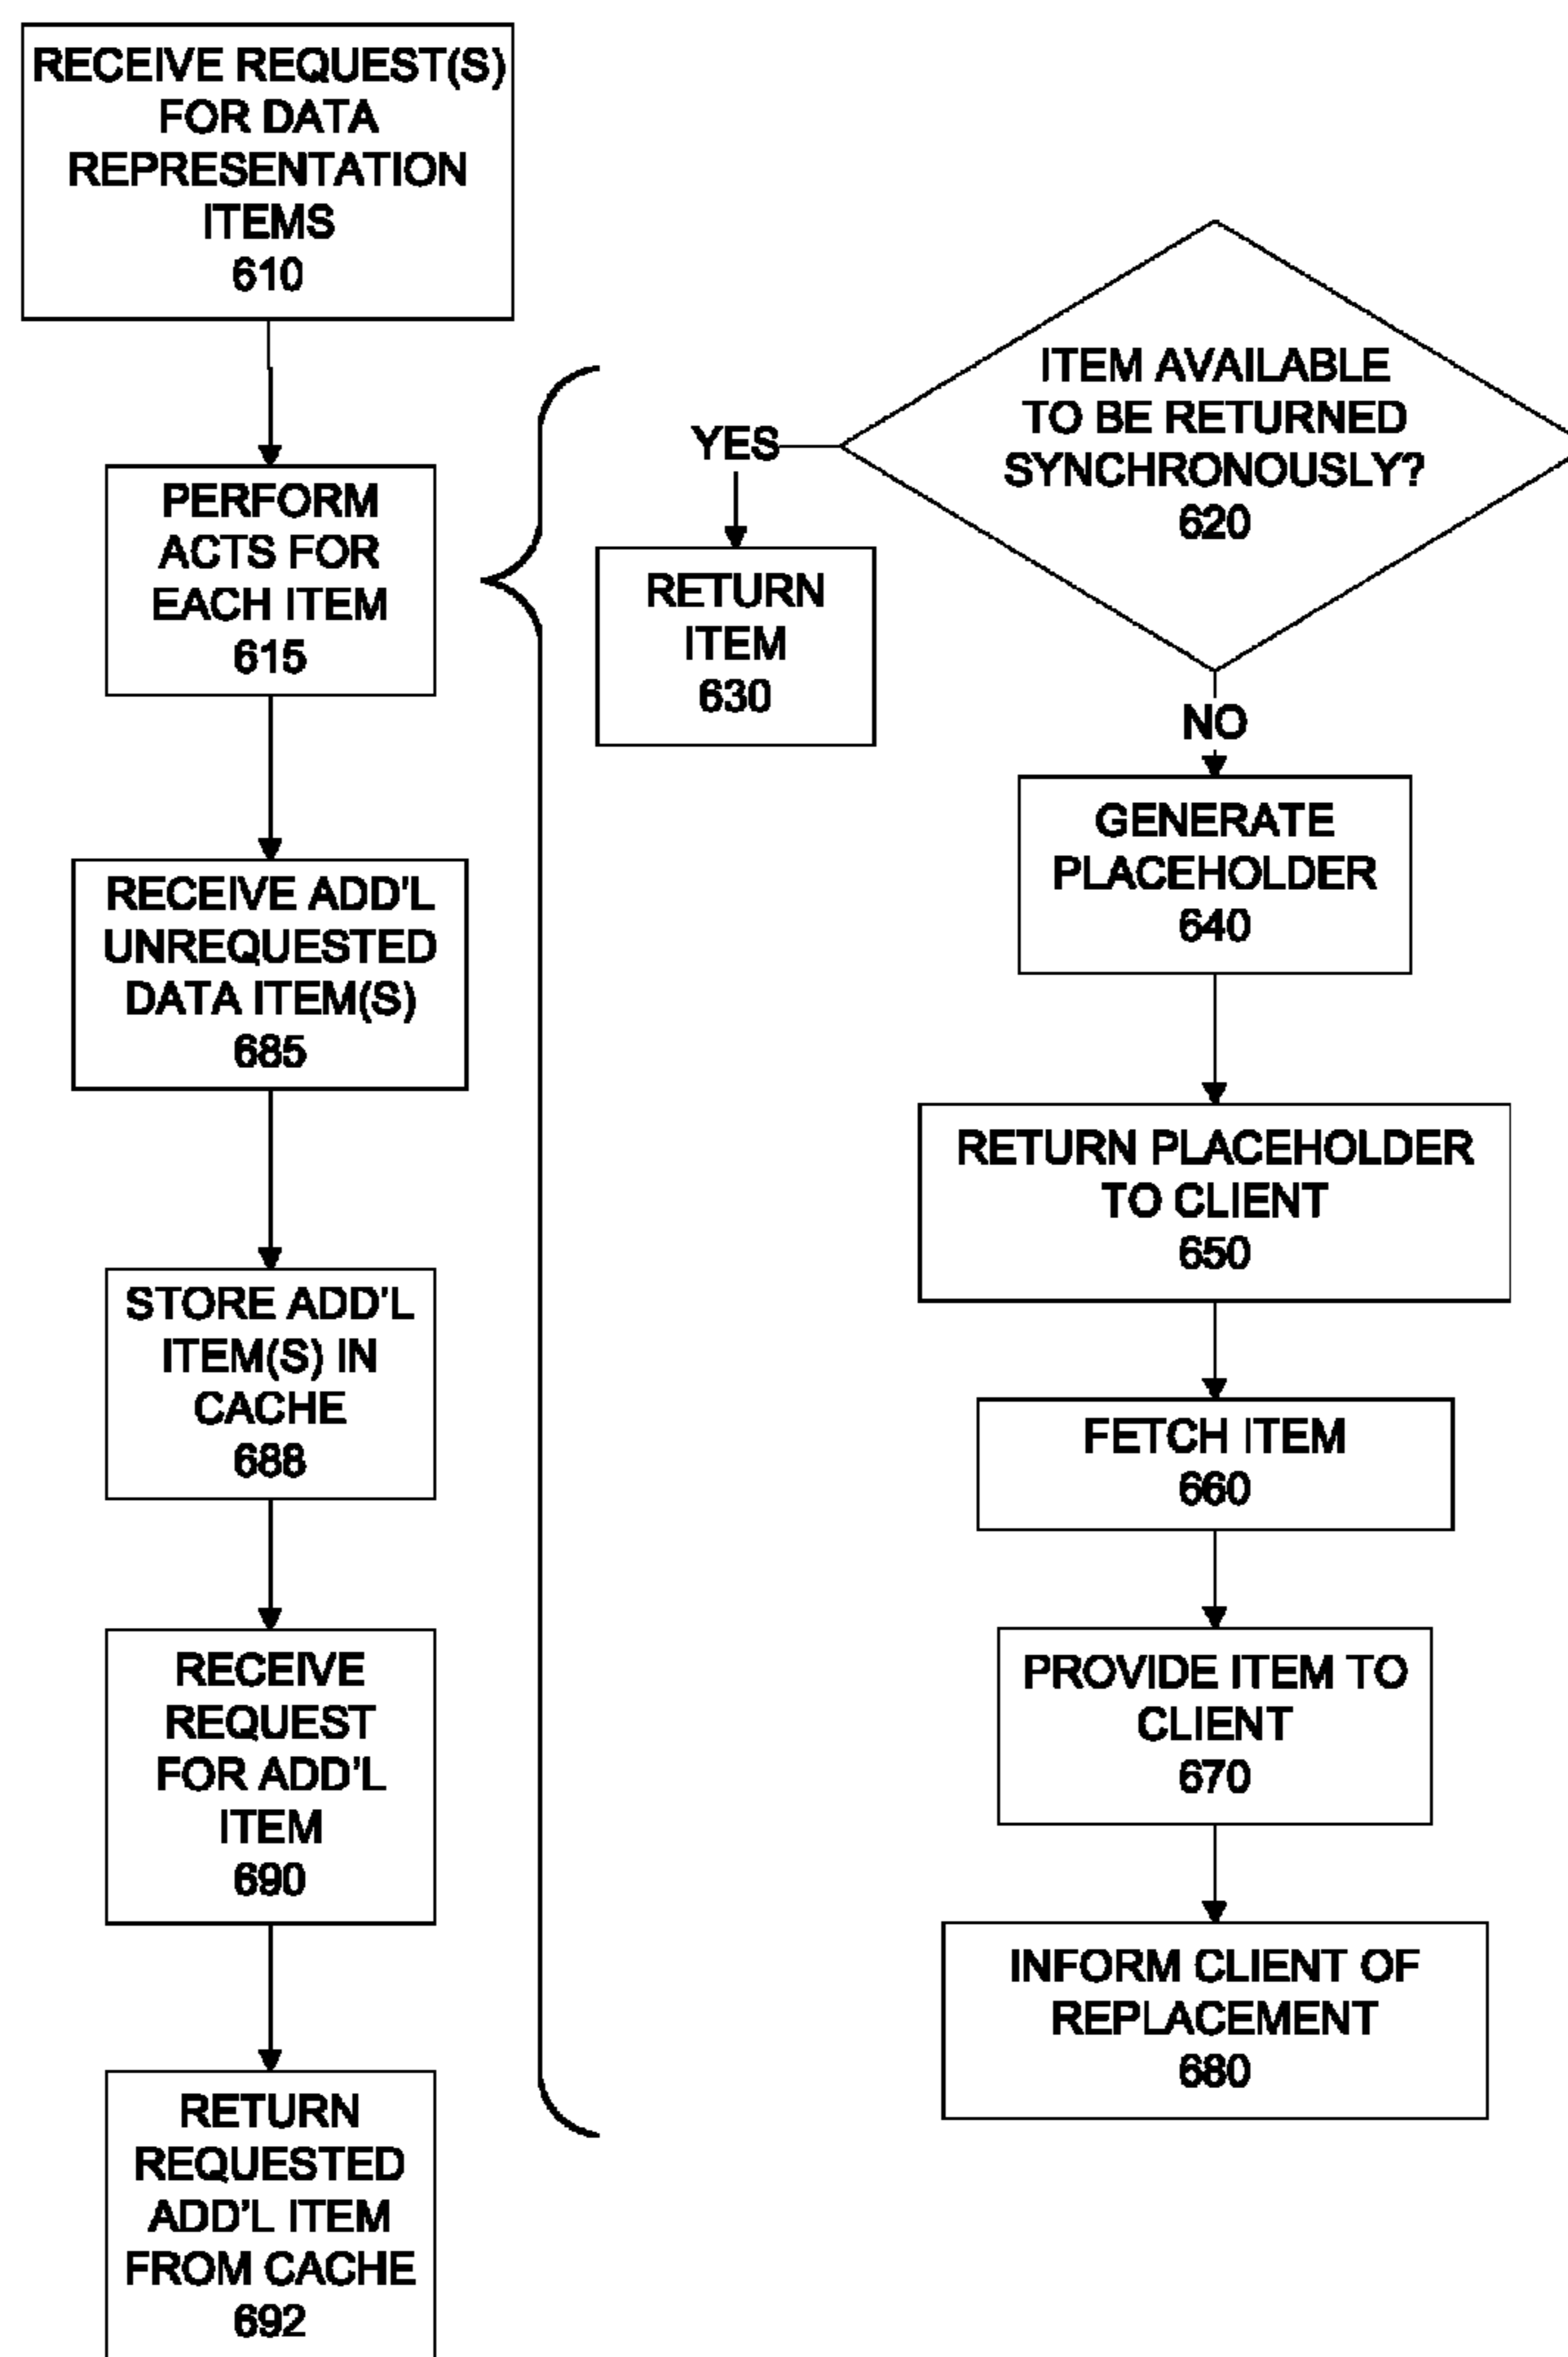 RECEIVE REQUEST(S)
FOR DATA
REPRESENTATION
ITEMS
610
PERFORM
ACTS FOR
EACH ITEM
615
RECEIVE ADD'L
UNREQUESTED
DATA ITEM(S)
685
STORE ADD'L
ITEM(S) IN
CACHE
688
RECEIVE
REQUEST
FOR ADD'L
ITEM
690
RETURN
REQUESTED
ADD'L ITEM
FROM CACHE
692
ITEM AVAILABLE
TO BE RETURNED
SYNCHRONOUSLY?
620
YES
RETURN
ITEM
630
NO
GENERATE
PLACEHOLDER
640
RETURN PLACEHOLDER
TO CLIENT
650
FETCH ITEM
660
PROVIDE ITEM TO
CLIENT
670
INFORM CLIENT OF
REPLACEMENT
680